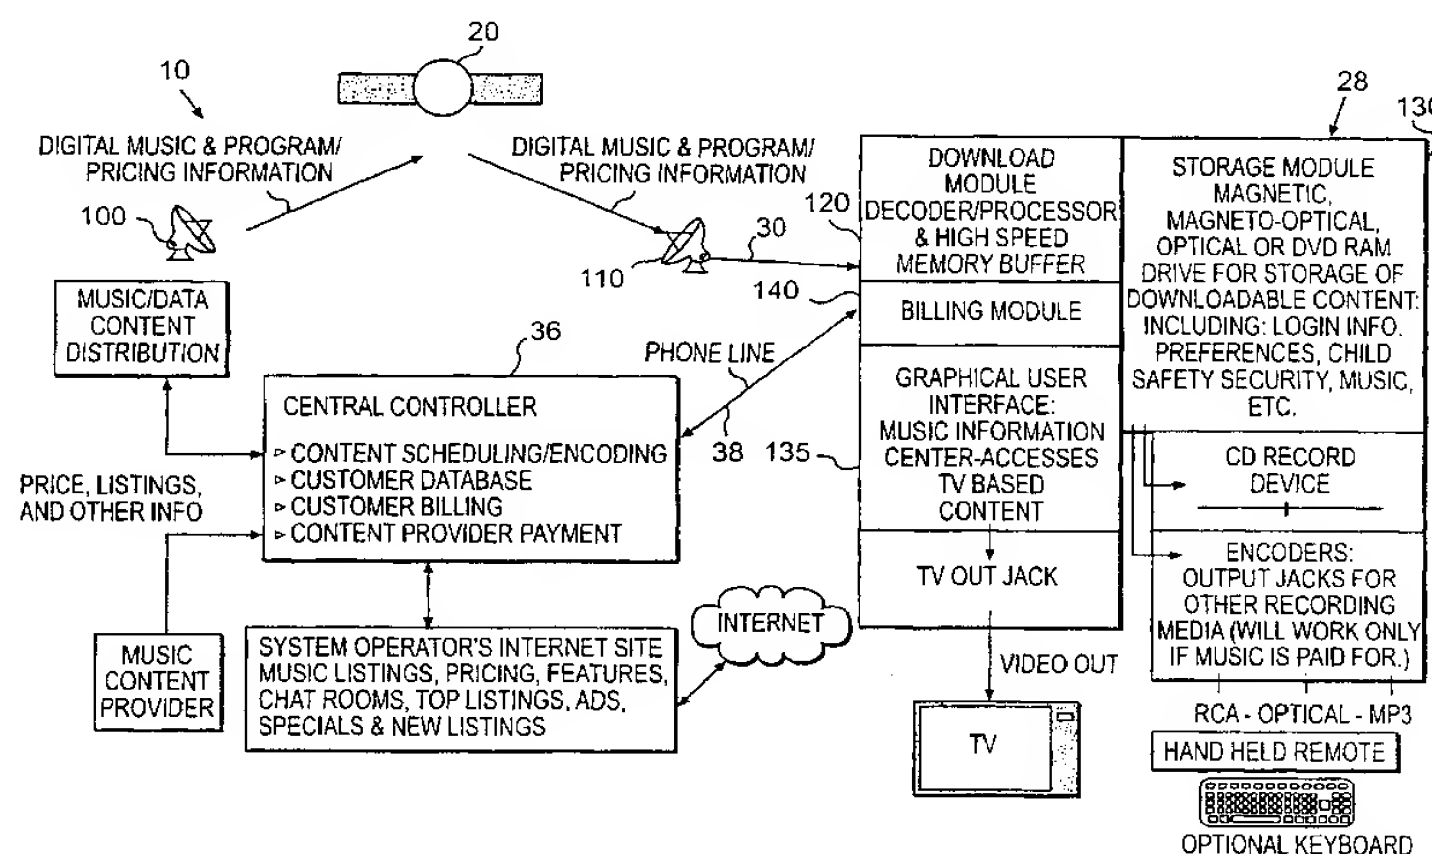 20
10
28
130
DIGITAL MUSIC & PROGRAM/
PRICING INFORMATION
DIGITAL MUSIC & PROGRAM/
PRICING INFORMATION
100
110
30
120
140
MUSIC/DATA
CONTENT
DISTRIBUTION
36
PHONE LINE
38
135
DOWNLOAD
MODULE
DECODER/PROCESSOR
& HIGH SPEED
MEMORY BUFFER
BILLING MODULE
GRAPHICAL USER
INTERFACE:
MUSIC INFORMATION
CENTER-ACCESSES
TV BASED
CONTENT
TV OUT JACK
STORAGE MODULE
MAGNETIC,
MAGNETO-OPTICAL,
OPTICAL OR DVD RAM
DRIVE FOR STORAGE OF
DOWNLOADABLE CONTENT:
INCLUDING: LOGIN INFO.
PREFERENCES, CHILD
SAFETY SECURITY, MUSIC,
ETC.
CD RECORD
DEVICE
ENCODERS:
OUTPUT JACKS FOR
OTHER RECORDING
MEDIA (WILL WORK ONLY
IF MUSIC IS PAID FOR.)
CENTRAL CONTROLLER
▹ CONTENT SCHEDULING/ENCODING
▹ CUSTOMER DATABASE
▹ CUSTOMER BILLING
▹ CONTENT PROVIDER PAYMENT
PRICE, LISTINGS,
AND OTHER INFO
MUSIC
CONTENT
PROVIDER
SYSTEM OPERATOR'S INTERNET SITE
MUSIC LISTINGS, PRICING, FEATURES,
CHAT ROOMS, TOP LISTINGS, ADS,
SPECIALS & NEW LISTINGS
INTERNET
VIDEO OUT
TV
RCA - OPTICAL - MP3
HAND HELD REMOTE
OPTIONAL KEYBOARD